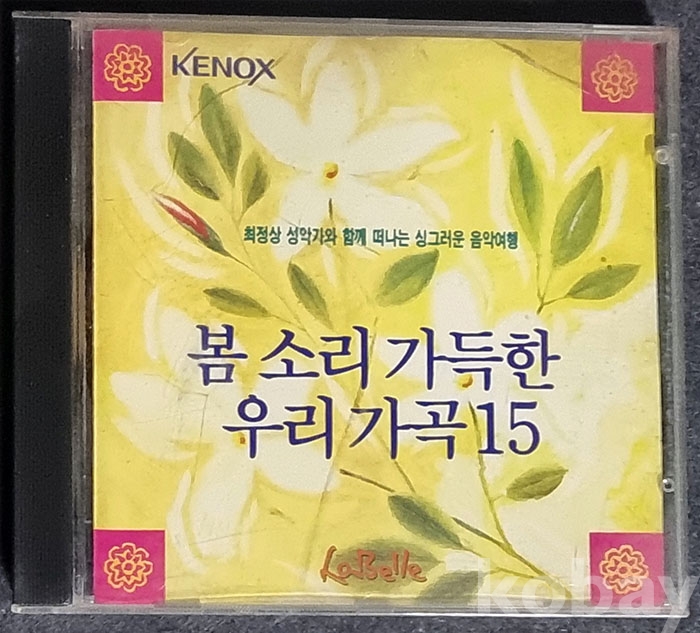 KENOX
최정상 성악가와 함께 떠나는 싱그러운 음악여행
봄 소리 가득한
우리 가곡 15
LaBelle
kobay